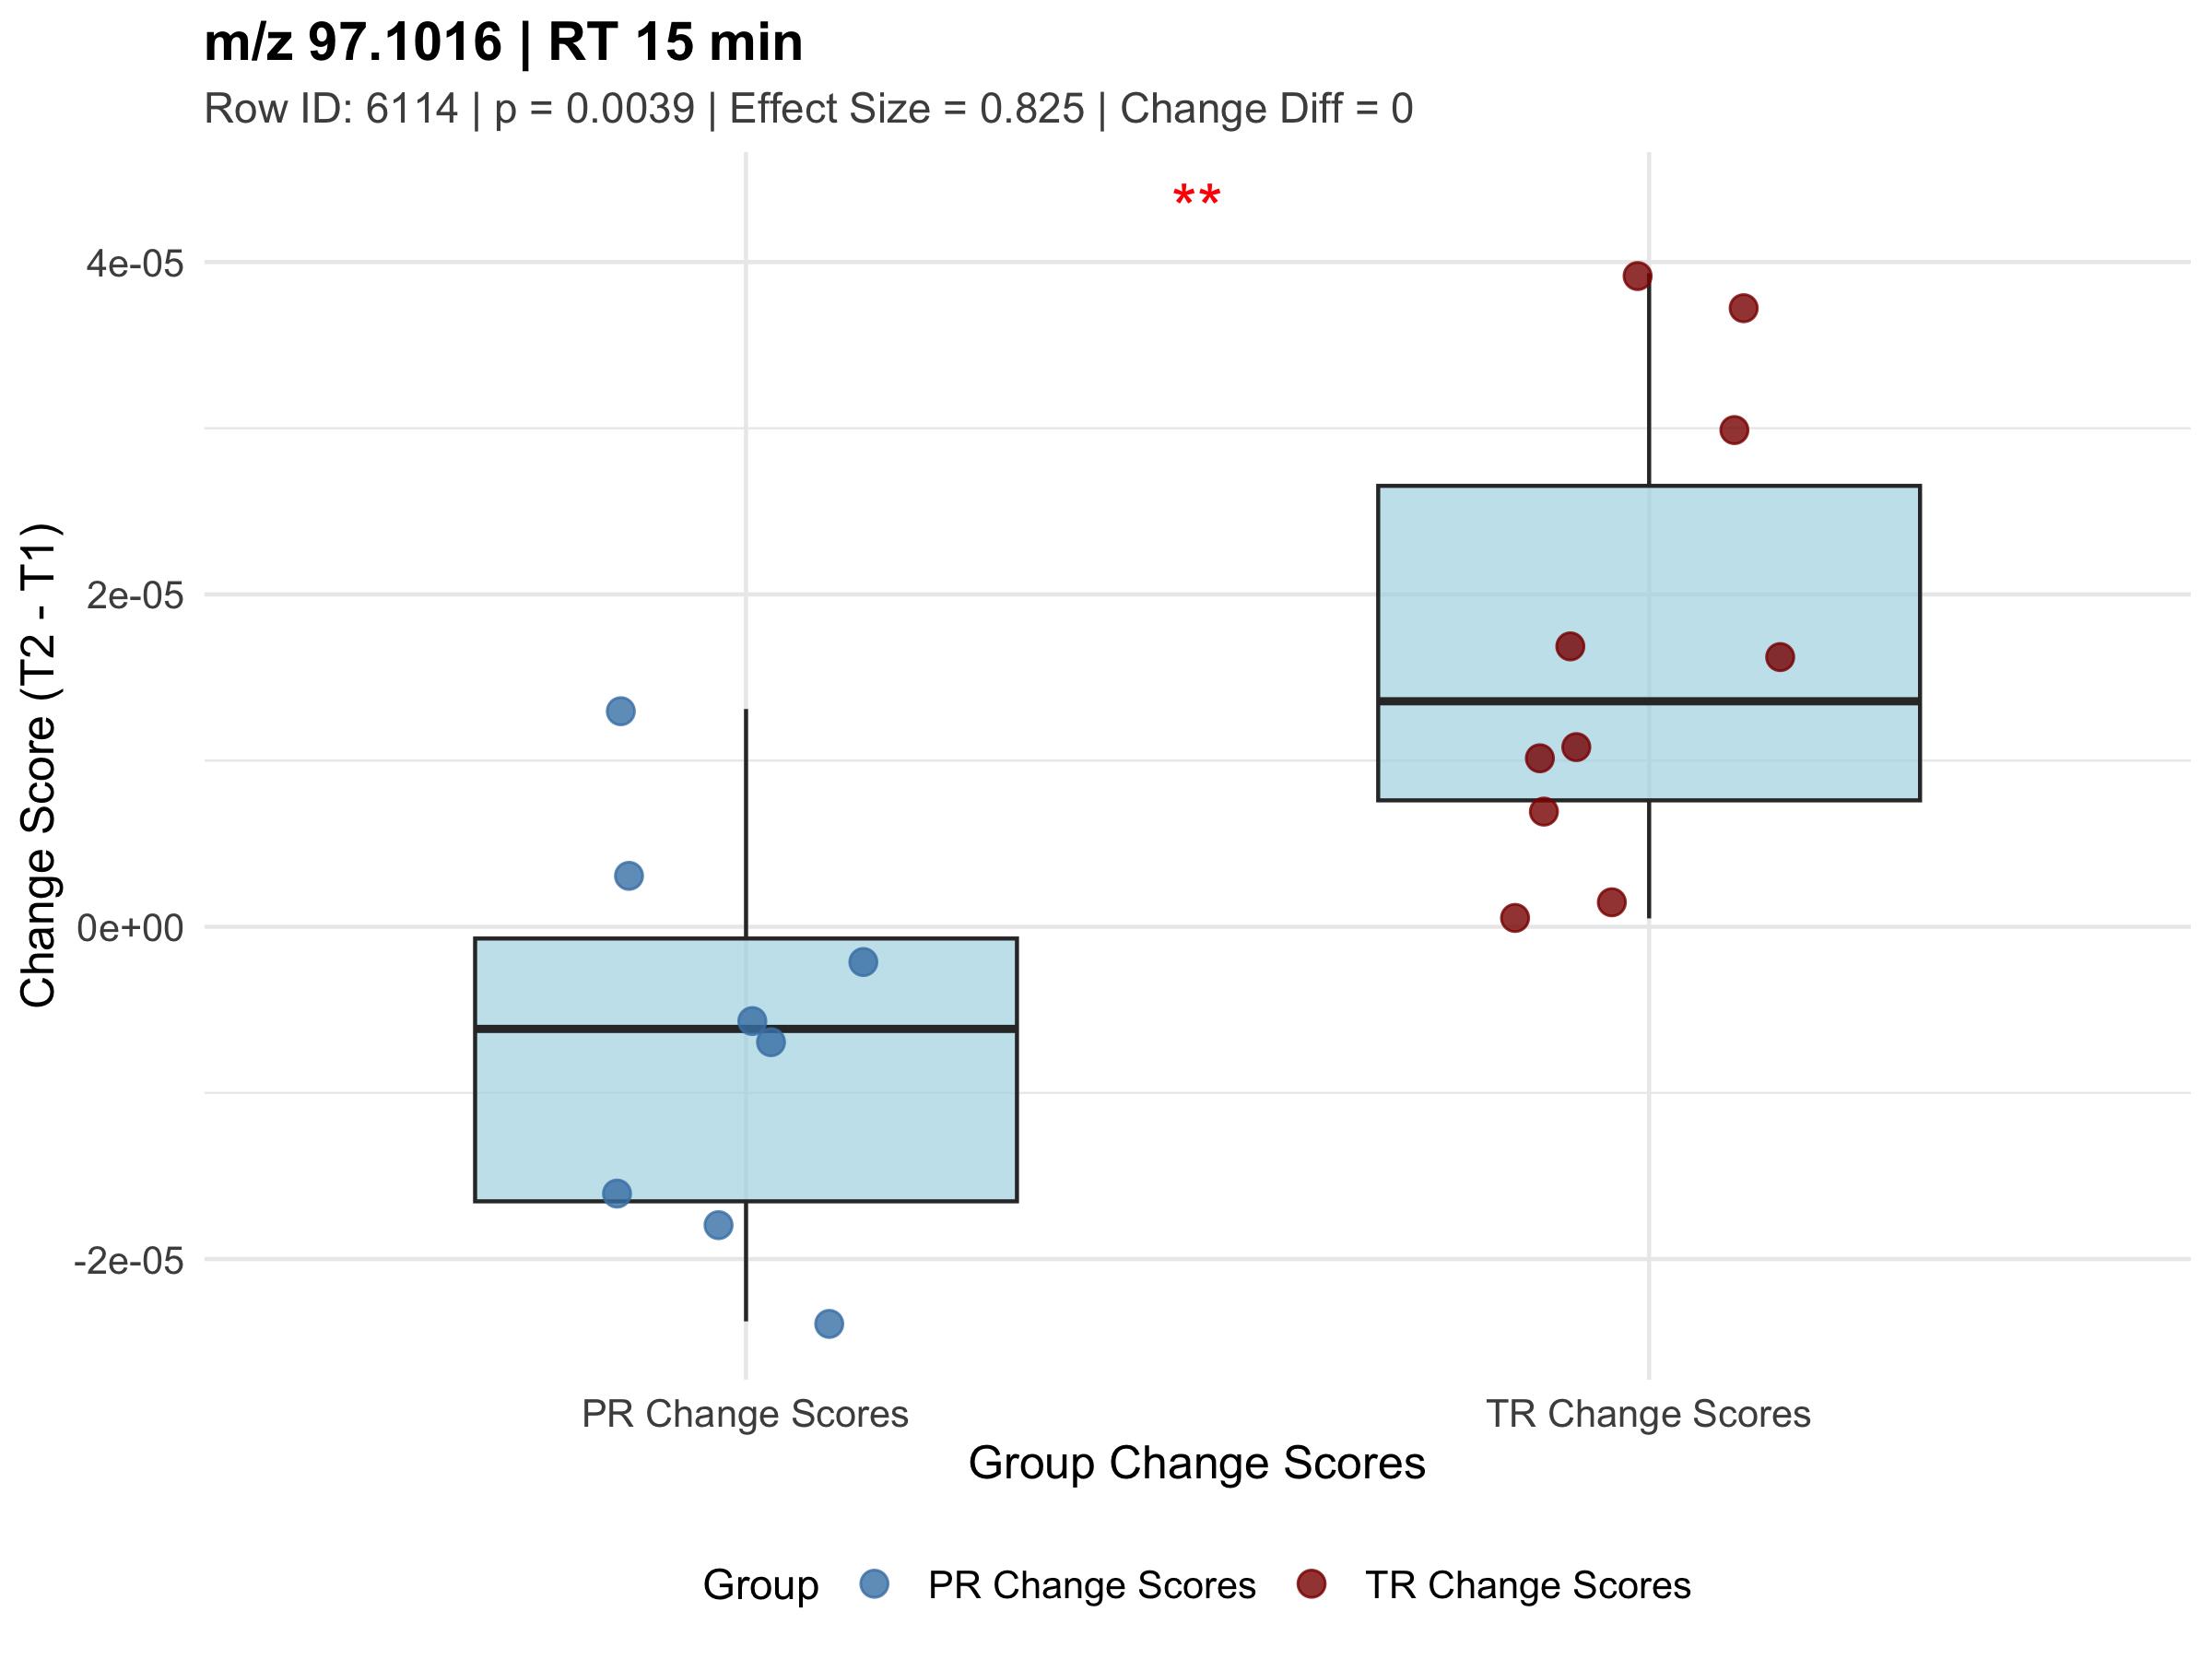 m/z 97.1016 | RT 15 min
Row ID: 6114 | p = 0.0039 | Effect Size = 0.825 | Change Diff = 0
**
4e-05
2e-05
0e+00
-2e-05
Change Score (T2 - T1)
PR Change Scores TR Change Scores
Group Change Scores
Group PR Change Scores TR Change Scores